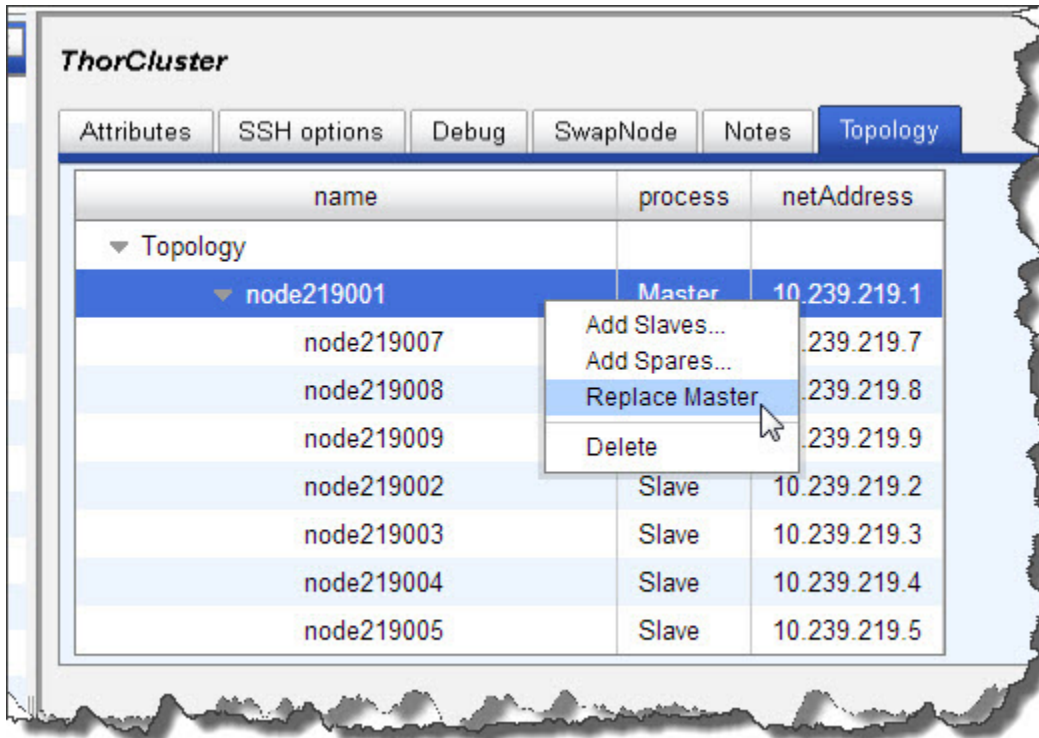 ThorCluster
Attributes SSH options Debug SwapNode Notes Topology
name process netAddress
Topology
node219001 Master 10.239.219.1
Add Slaves...
node219007 .239.219.7
Add Spares...
node219008 .239.219.8
Replace Master
node219009 .239.219.9
Delete
node219002 Slave 10.239.219.2
node219003 Slave 10.239.219.3
node219004 Slave 10.239.219.4
node219005 Slave 10.239.219.5